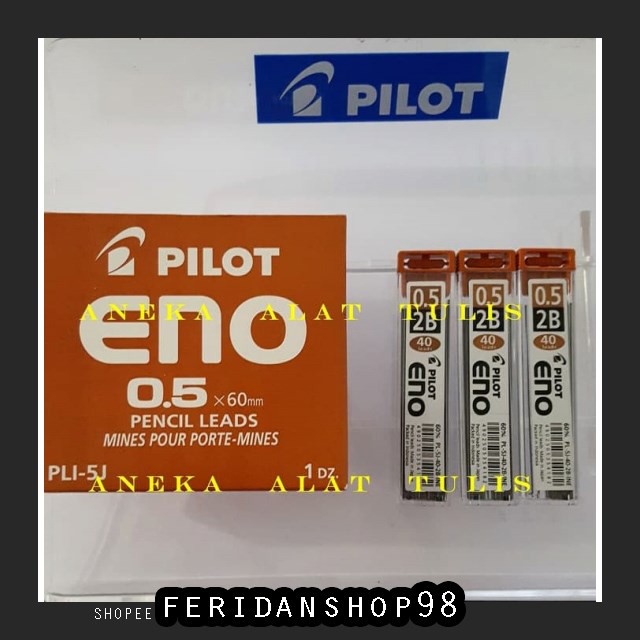 PILOT
PILOT
ANEKA ALAT TULIS
eno
0.5 ×60mm
PENCIL LEADS
MINES POUR PORTE-MINES
PLI-5J 1 DZ.
ANEKA ALAT TULIS
0.5
2B
40
PILOT
eno
0.5
2B
40
PILOT
eno
0.5
2B
40
PILOT
eno
SHOPEE FERIDANSHOP98